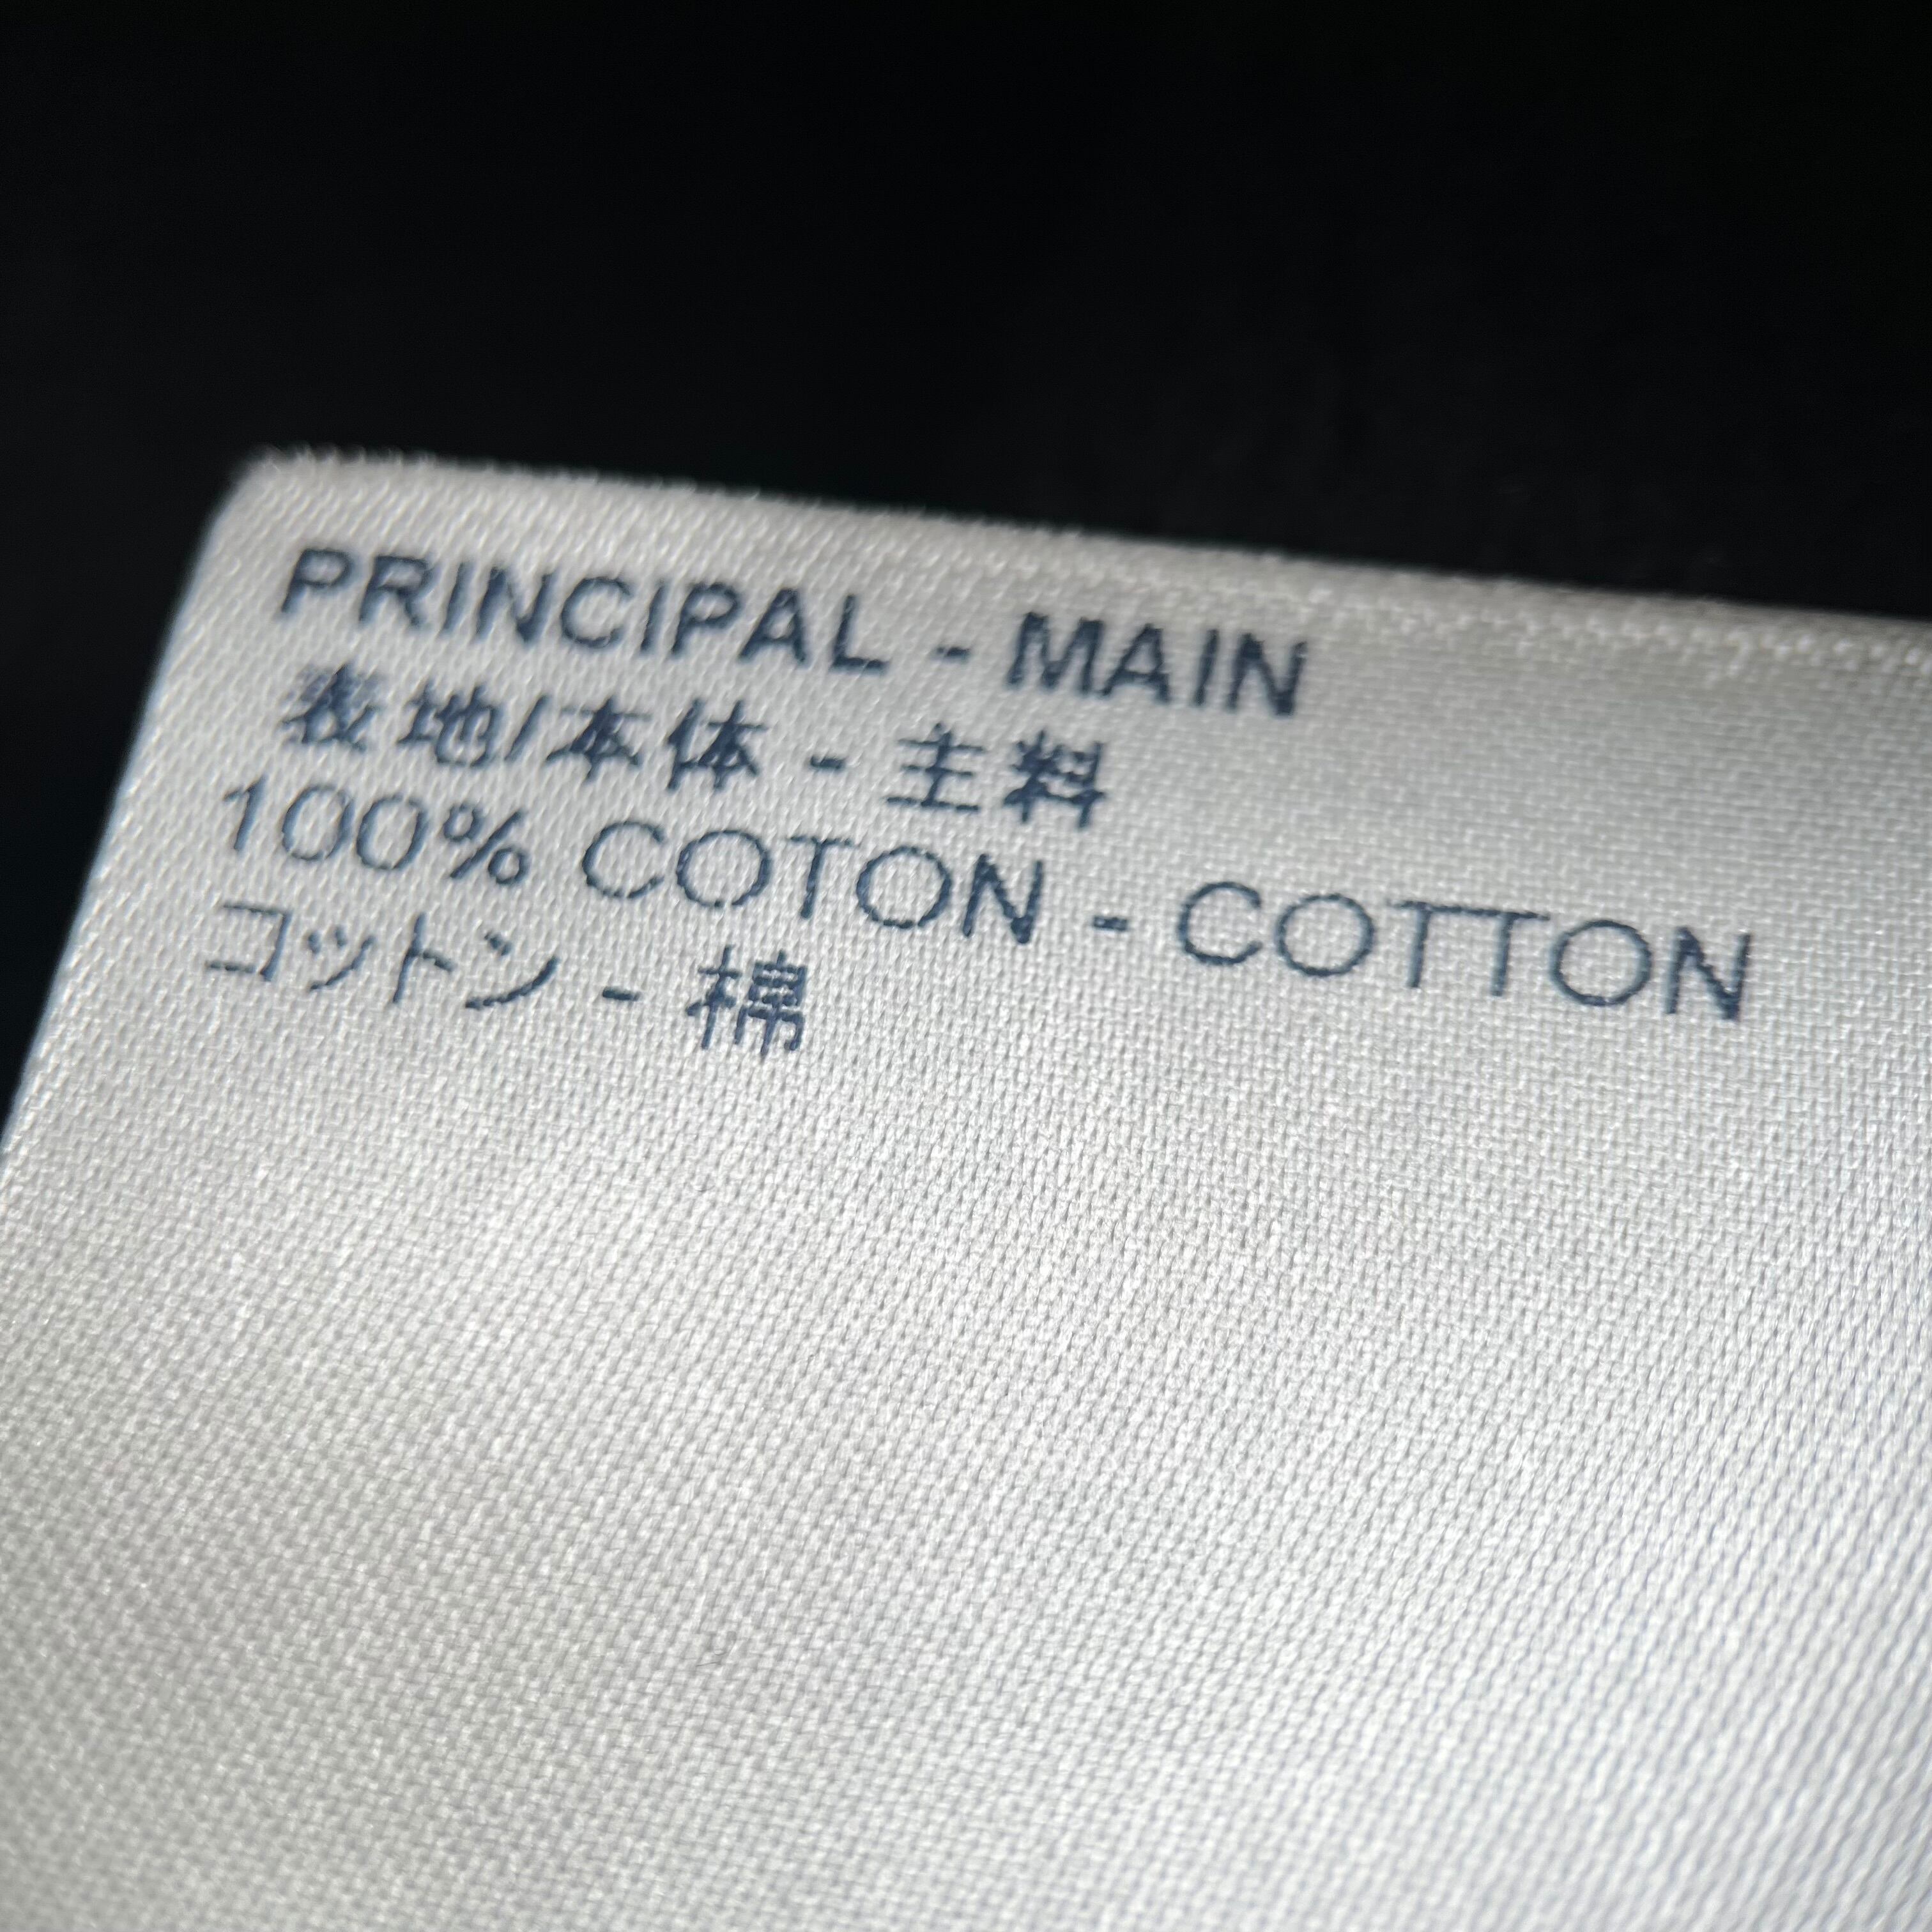 PRINCIPAL - MAIN
表地/本体 - 主料
100% COTON - COTTON
コットン - 棉